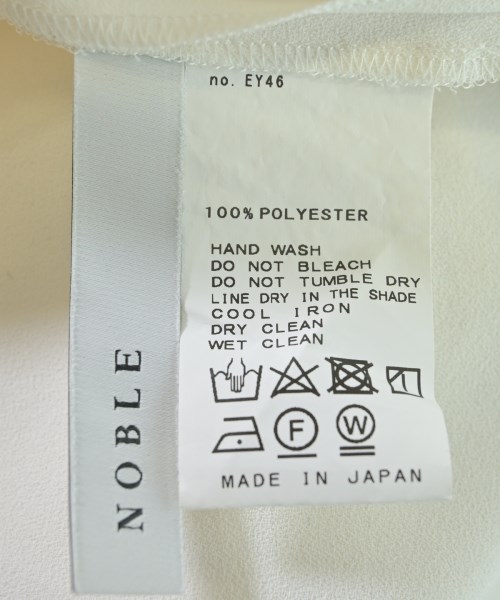 no. EY46
100% POLYESTER
HAND WASH
DO NOT BLEACH
DO NOT TUMBLE DRY
LINE DRY IN THE SHADE
COOL IRON
DRY CLEAN
WET CLEAN
F W
MADE IN JAPAN
NOBLE